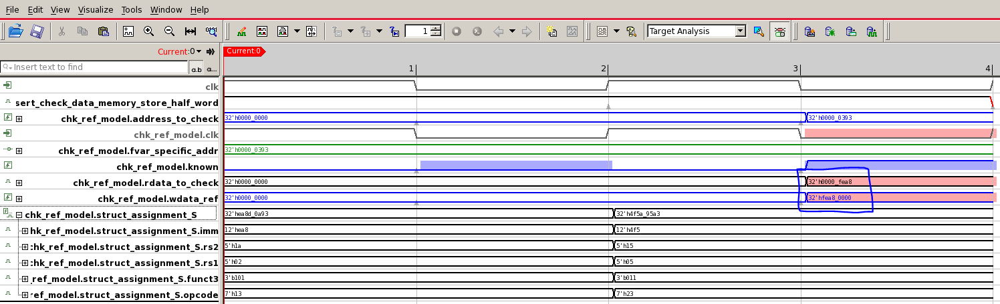 File Edit View Visualize Tools Window Help
1 Target Analysis
Current:0 Current:0
Insert text to find a.b a...
1 2 3 4
clk
sert_check_data_memory_store_half_word
chk_ref_model.address_to_check 32'h0000_0000 32'h0000_0393
chk_ref_model.clk
chk_ref_model.fvar_specific_addr 32'h0000_0393
chk_ref_model.known
chk_ref_model.rdata_to_check 32'h0000_0000 32'h0000_fea8
chk_ref_model.wdata_ref 32'h0000_0000 32'hfea8_0000
chk_ref_model.struct_assignment_S 32'hea8d_0a93 32'h4f5a_95a3
hk_ref_model.struct_assignment_S.imm 12'hea8 12'h4f5
:hk_ref_model.struct_assignment_S.rs2 5'h1a 5'h15
:hk_ref_model.struct_assignment_S.rs1 5'h02 5'h05
_ref_model.struct_assignment_S.funct3 3'b101 3'b011
ref_model.struct_assignment_S.opcode 7'h13 7'h23